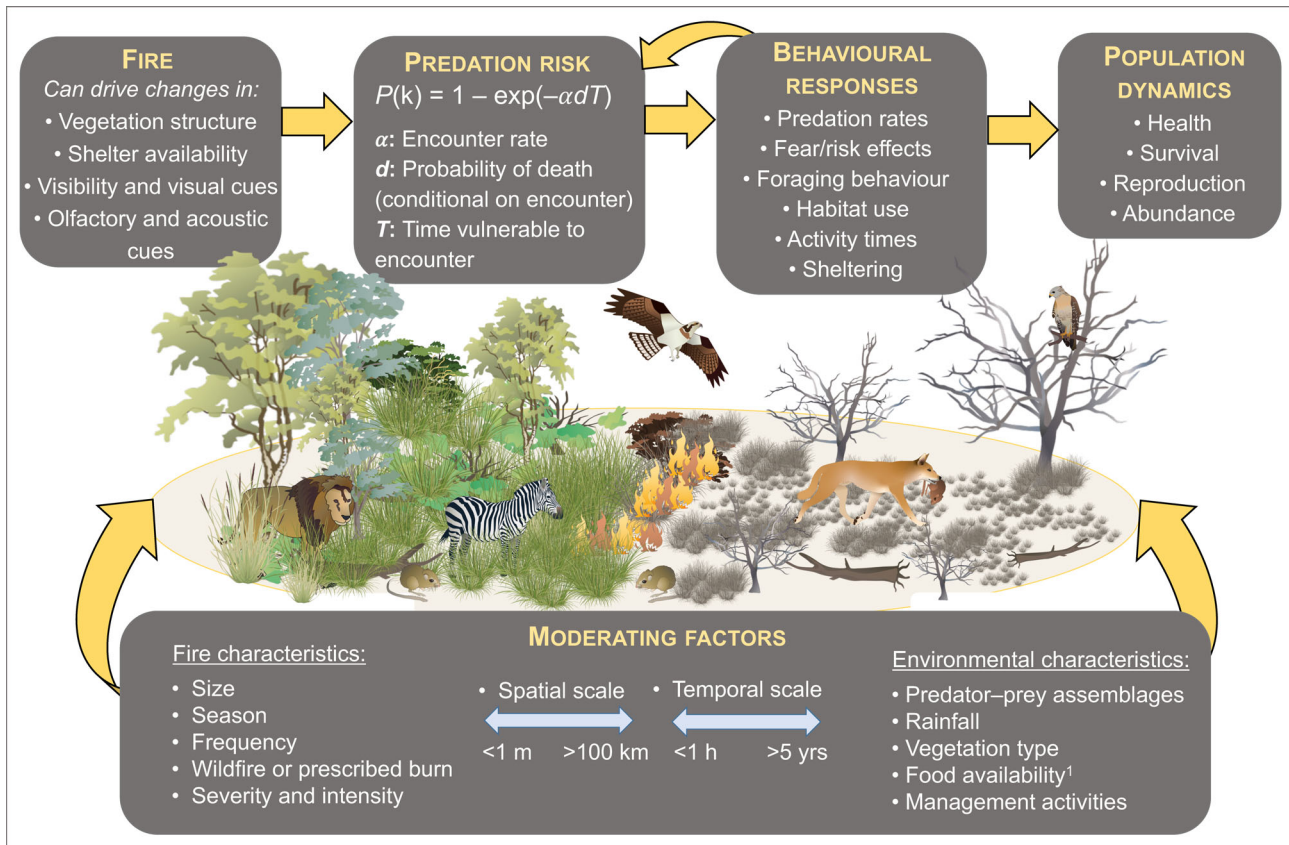 FIRE
Can drive changes in:
• Vegetation structure
• Shelter availability
• Visibility and visual cues
• Olfactory and acoustic
cues
PREDATION RISK
P(k) = 1 – exp(–αdT)
α: Encounter rate
d: Probability of death
(conditional on encounter)
T: Time vulnerable to
encounter
BEHAVIOURAL
RESPONSES
• Predation rates
• Fear/risk effects
• Foraging behaviour
• Habitat use
• Activity times
• Sheltering
POPULATION
DYNAMICS
• Health
• Survival
• Reproduction
• Abundance
MODERATING FACTORS
Fire characteristics:
• Size
• Season
• Frequency
• Wildfire or prescribed burn
• Severity and intensity
• Spatial scale
<1 m >100 km
• Temporal scale
<1 h >5 yrs
Environmental characteristics:
• Predator–prey assemblages
• Rainfall
• Vegetation type
• Food availability¹
• Management activities